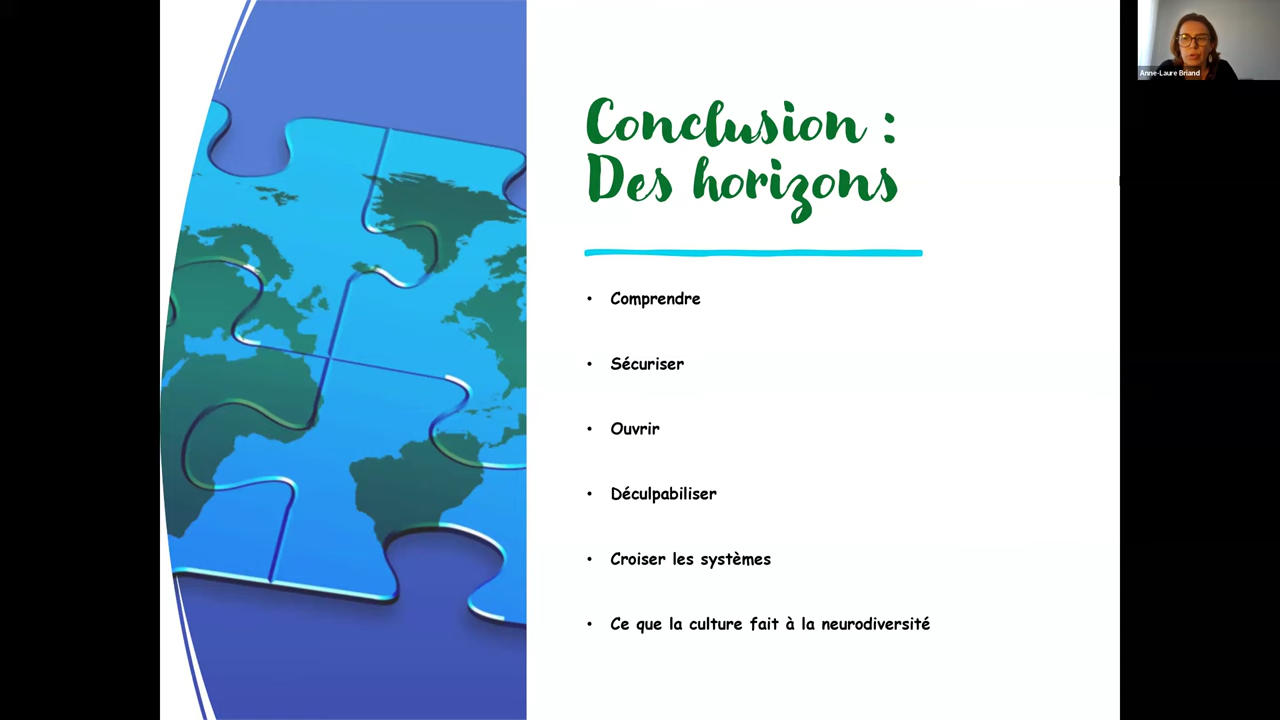 Conclusion :
Des horizons
• Comprendre
• Sécuriser
• Ouvrir
• Déculpabiliser
• Croiser les systèmes
• Ce que la culture fait à la neurodiversité
Anne-Laure Briand